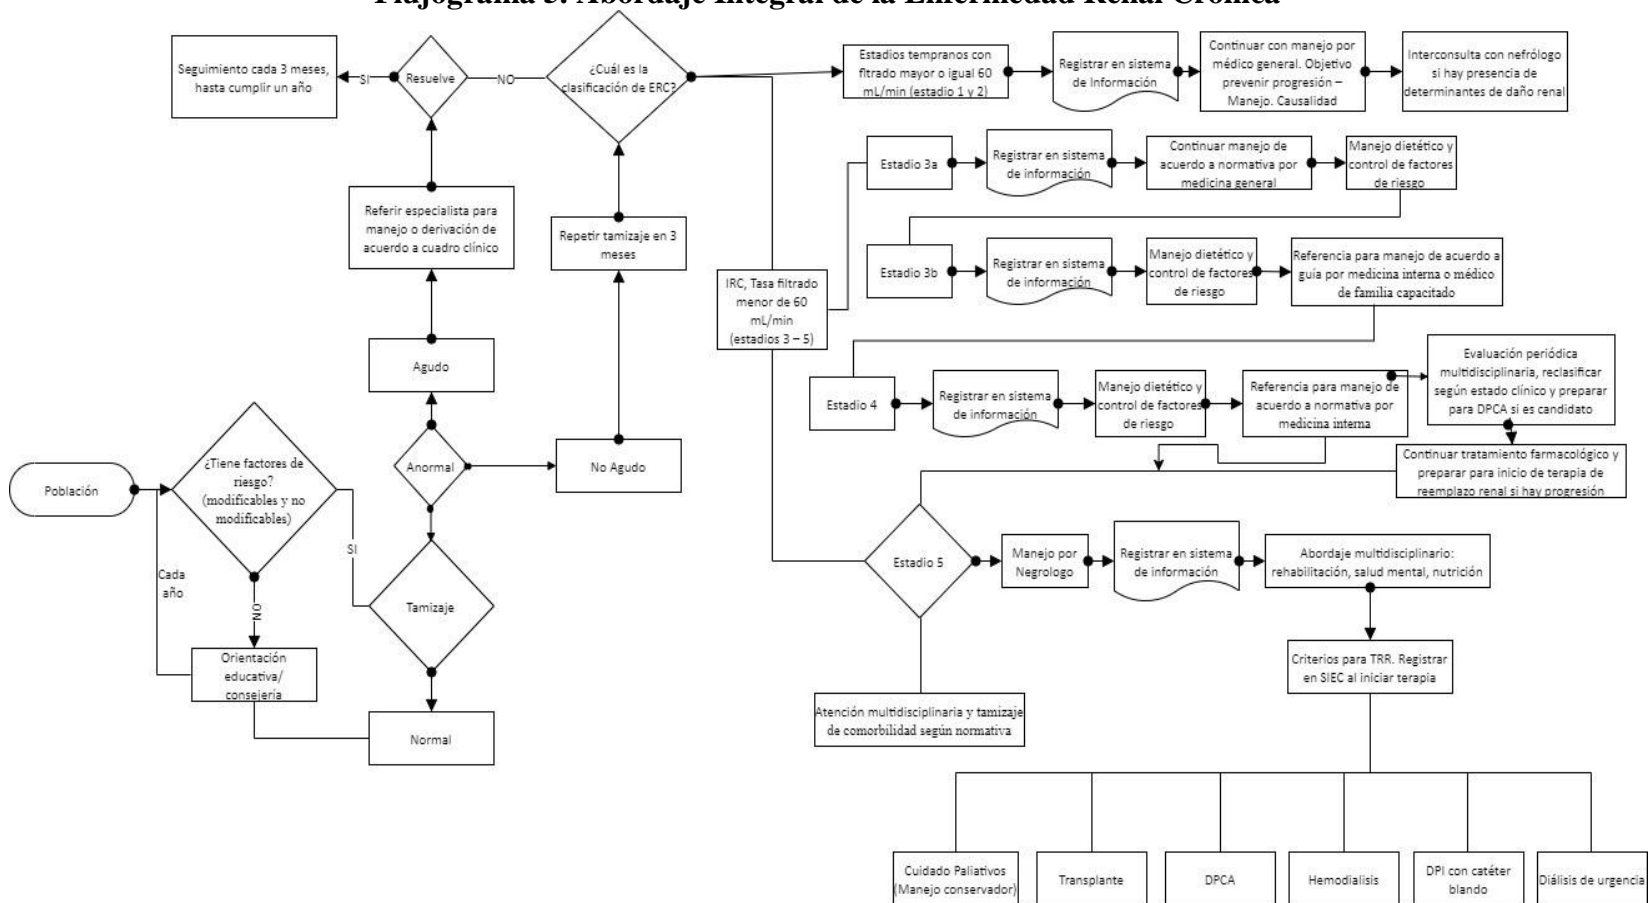 Flujograma 3. Abordaje Integral de la Enfermedad Renal Crónica
Seguimiento cada 3 meses,
hasta cumplir un año
SI
Resuelve
NO
¿Cuál es la
clasificación de ERC?
Estadios tempranos con
fitrado mayor o igual 60
mL/min (estadio 1 y 2)
Registrar en sistema
de Información
Continuar con manejo por
médico general. Objetivo
prevenir progresión –
Manejo. Causalidad
Interconsulta con nefrólogo
si hay presencia de
determinantes de daño renal
Estadio 3a
Registrar en sistema
de información
Continuar manejo de
acuerdo a normativa por
medicina general
Manejo dietético y
control de factores
de riesgo
Referir especialista para
manejo o derivación de
acuerdo a cuadro clínico
Repetir tamizaje en 3
meses
Estadio 3b
Registrar en sistema
de información
Manejo dietético y
control de factores
de riesgo
Referencia para manejo de acuerdo a
guía por medicina interna o médico
de familia capacitado
IRC, Tasa filtrado
menor de 60
mL/min
(estadios 3 – 5)
Agudo
Estadio 4
Registrar en sistema
de información
Manejo dietético y
control de factores
de riesgo
Referencia para manejo de
acuerdo a normativa por
medicina interna
Evaluación periódica
multidisciplinaria, reclasificar
según estado clínico y preparar
para DPCA si es candidato
Continuar tratamiento farmacológico y
preparar para inicio de terapia de
reemplazo renal si hay progresión
Población
¿Tiene factores de
riesgo?
(modificables y no
modificables)
Anormal
No Agudo
SI
Cada
año
NO
Tamizaje
Estadio 5
Manejo por
Negrologo
Registrar en sistema
de información
Abordaje multidisciplinario:
rehabilitación, salud mental, nutrición
Orientación
educativa/
consejería
Normal
Criterios para TRR. Registrar
en SIEC al iniciar terapia
Atención multidisciplinaria y tamizaje
de comorbilidad según normativa
Cuidado Paliativos
(Manejo conservador)
Transplante
DPCA
Hemodialisis
DPI con catéter
blando
Diálisis de urgencia